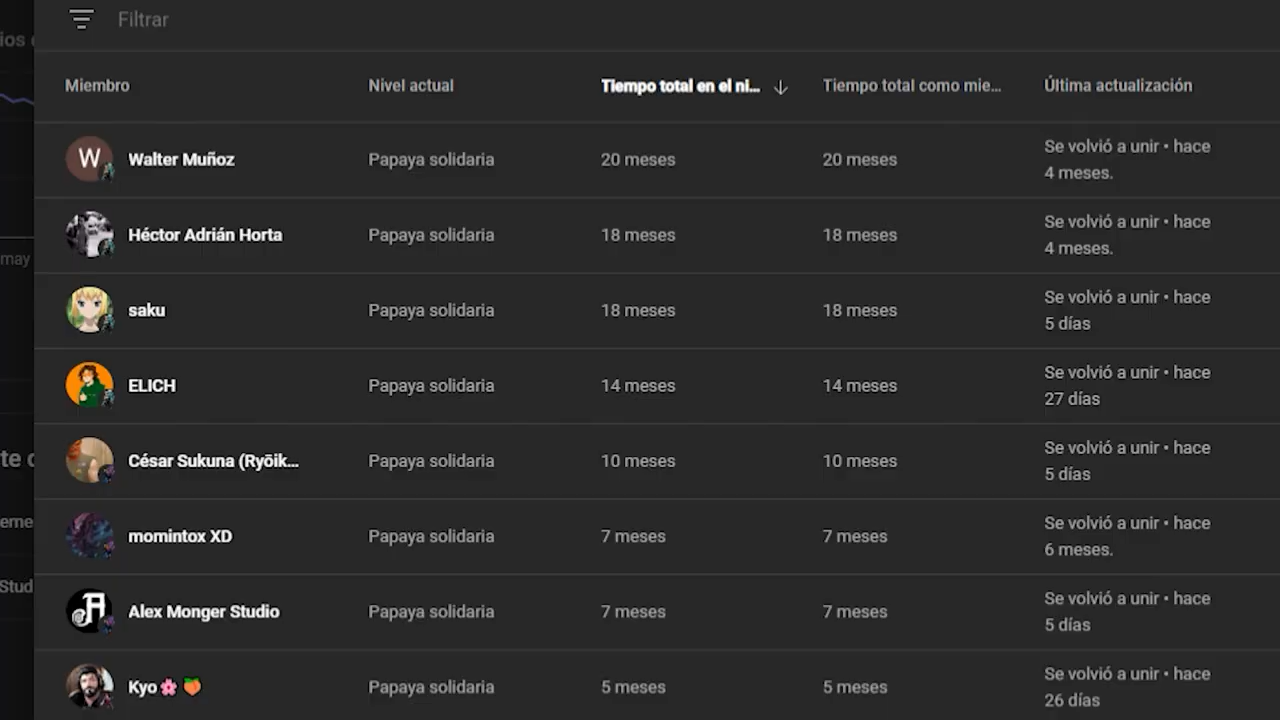 Filtrar
ios
Miembro Nivel actual Tiempo total en el ni... Tiempo total como mie... Última actualización
W Walter Muñoz Papaya solidaria 20 meses 20 meses Se volvió a unir • hace
4 meses.
Héctor Adrián Horta Papaya solidaria 18 meses 18 meses Se volvió a unir • hace
4 meses.
may
saku Papaya solidaria 18 meses 18 meses Se volvió a unir • hace
5 días
ELICH Papaya solidaria 14 meses 14 meses Se volvió a unir • hace
27 días
te
César Sukuna (Ryōik... Papaya solidaria 10 meses 10 meses Se volvió a unir • hace
5 días
eme
momintox XD Papaya solidaria 7 meses 7 meses Se volvió a unir • hace
6 meses.
Stud
Alex Monger Studio Papaya solidaria 7 meses 7 meses Se volvió a unir • hace
5 días
Kyo🌸🍑 Papaya solidaria 5 meses 5 meses Se volvió a unir • hace
26 días